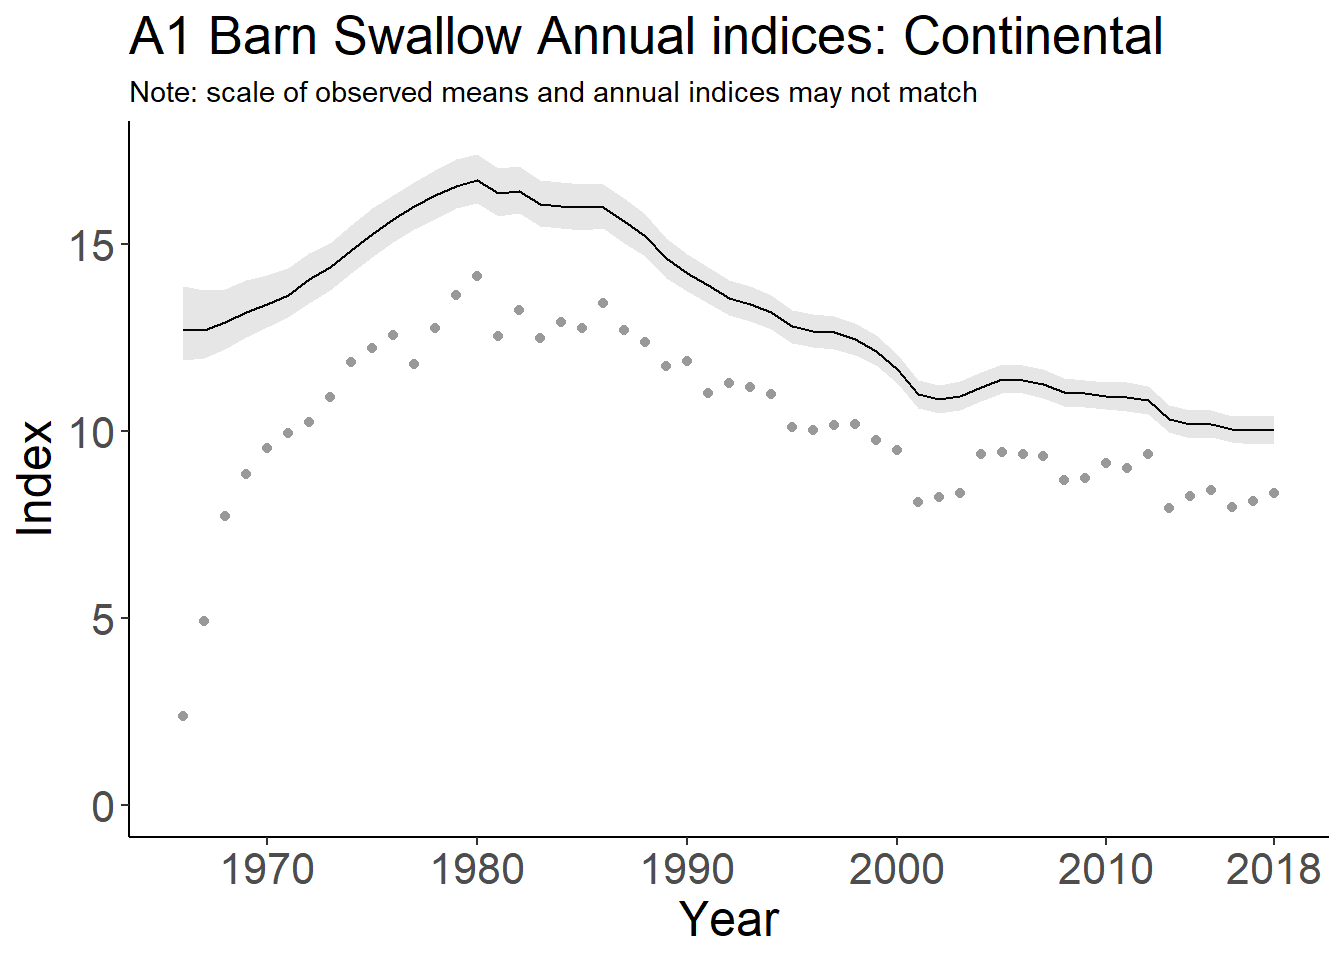 A1 Barn Swallow Annual indices: Continental
Note: scale of observed means and annual indices may not match
15
10
5
0
Index
1970 1980 1990 2000 2010 2018
Year